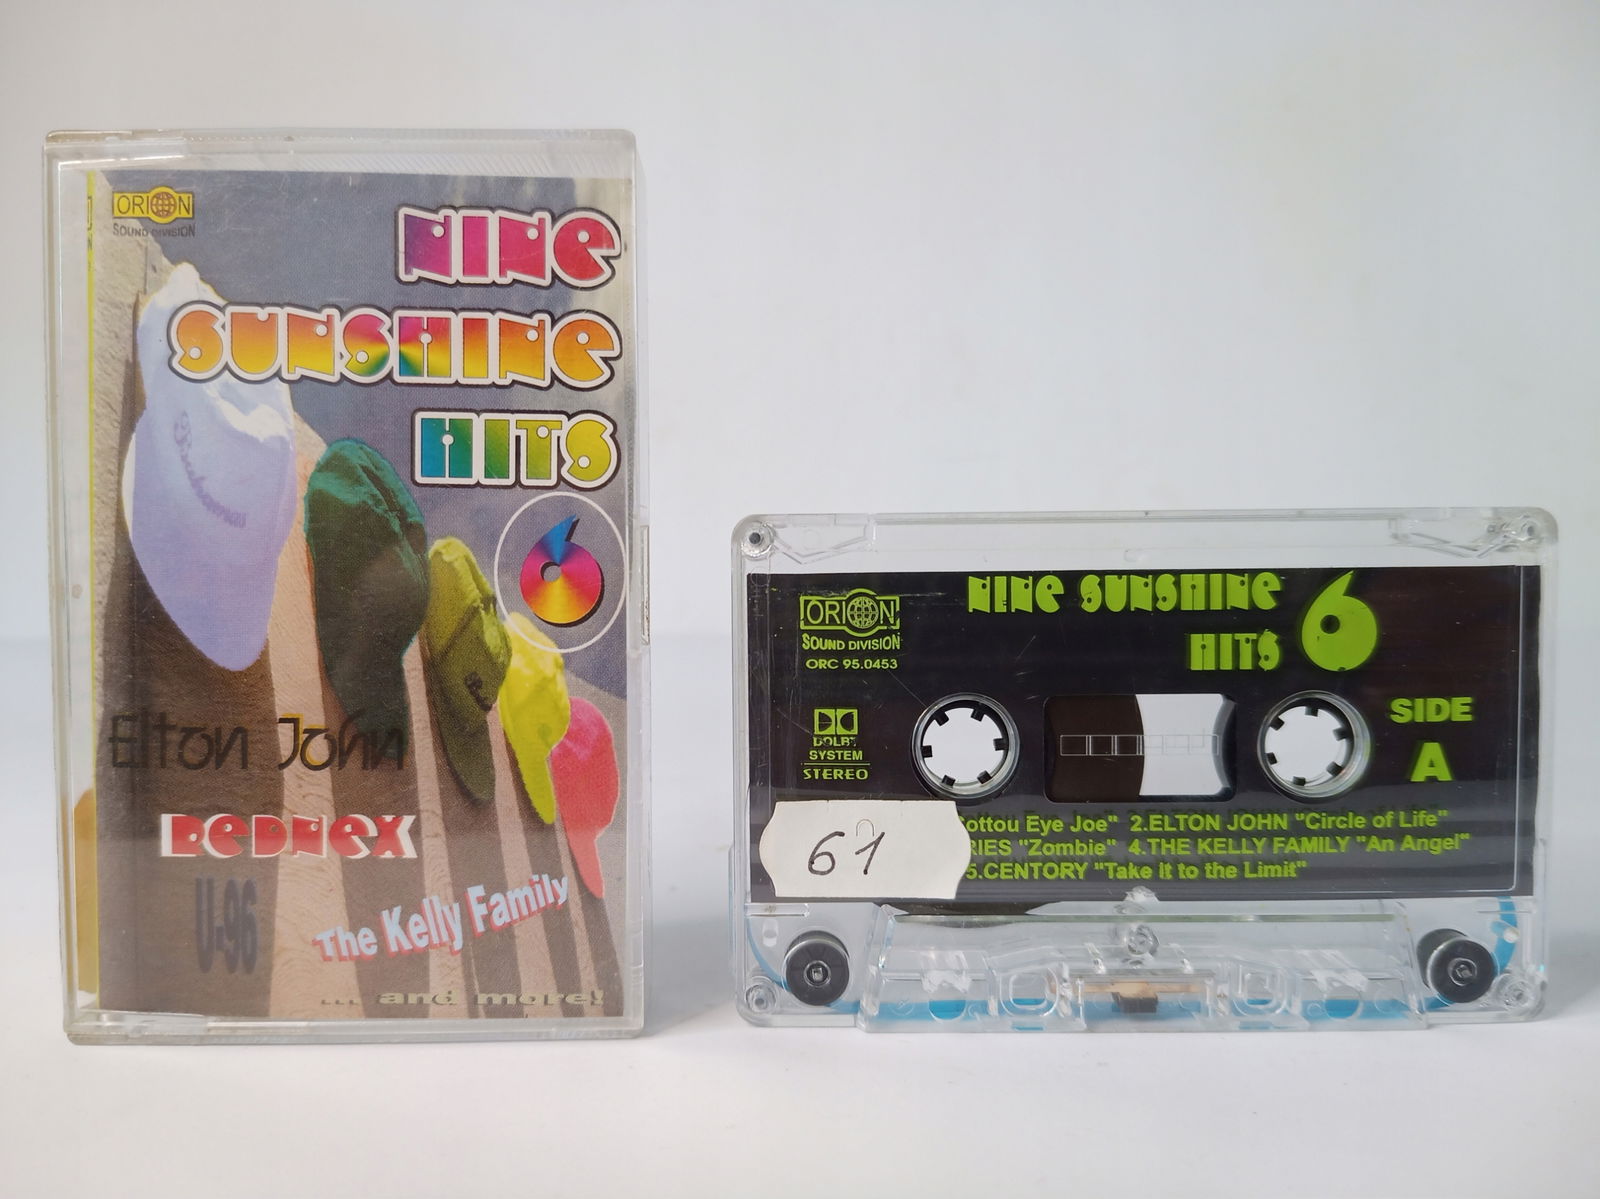 ORION
SOUND DIVISION
NINE
SUNSHINE
HITS
6
Elton John
REDNEX
U-96
The Kelly Family
.... and more!
NINE SUNSHINE
HITS
6
ORION
SOUND DIVISION
ORC 95.0453
SIDE
A
DOLBY
SYSTEM
STEREO
ottou Eye Joe" 2.ELTON JOHN "Circle of Life"
RIES "Zombie" 4.THE KELLY FAMILY "An Angel"
5.CENTORY "Take It to the Limit"
61